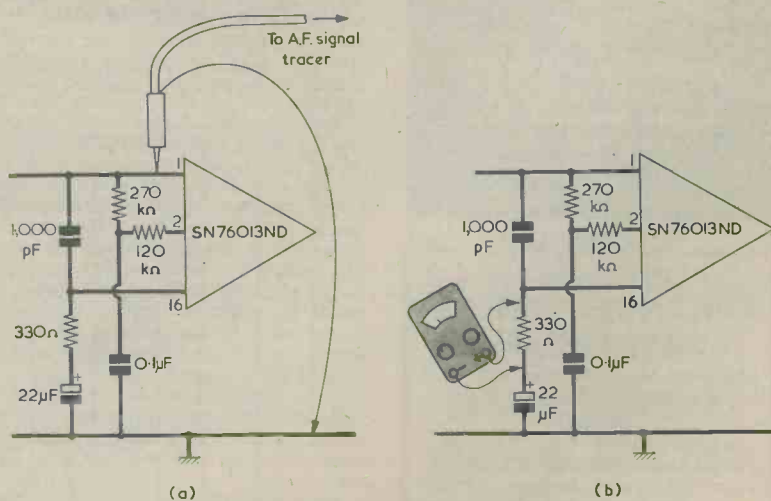 To A.F. signal
tracer
1
270
kΩ
1,000
pF
2
SN76013ND
120
kΩ
16
330Ω
0·1μF
+
22μF
(a)
1
270
kΩ
1,000
pF
2
SN76013ND
120
kΩ
16
330
Ω
0·1μF
+
22
μF
(b)